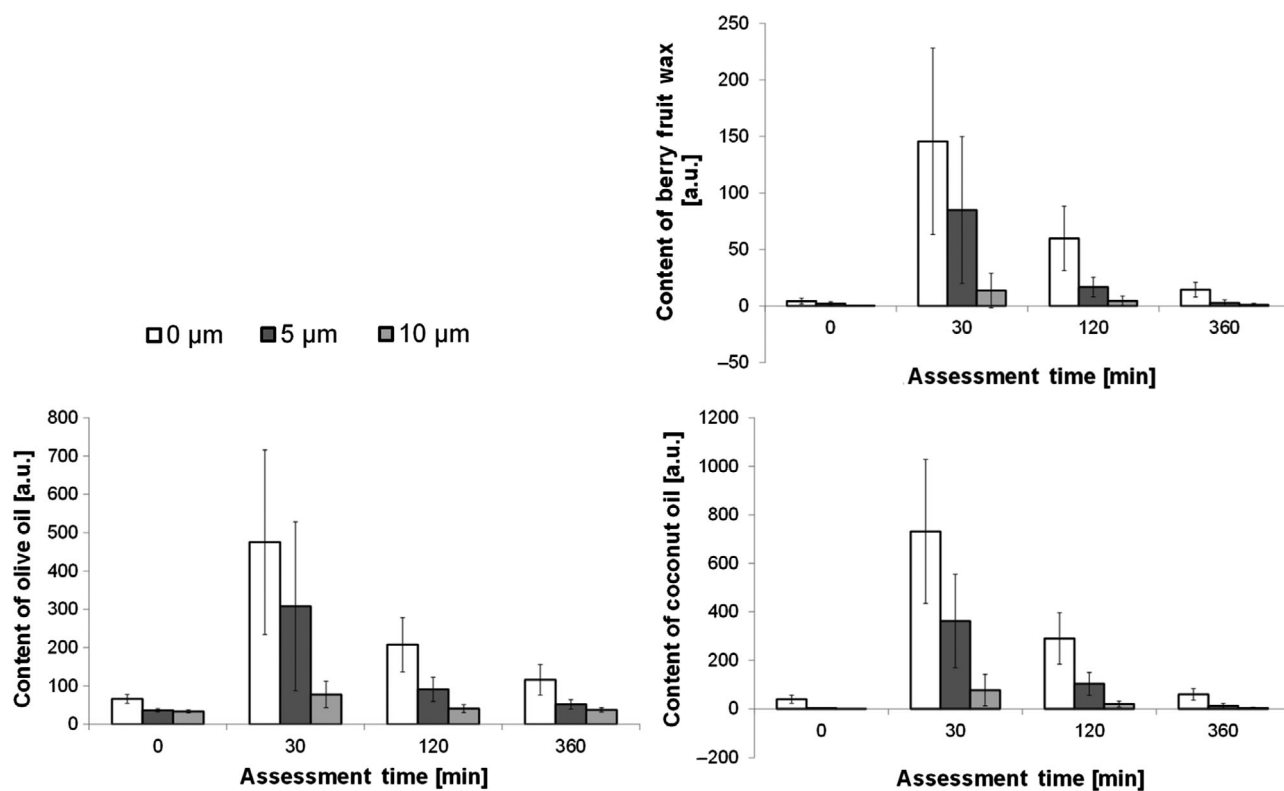 Content of berry fruit wax
[a.u.]
250
200
150
100
50
0
–50
0 30 120 360
Assessment time [min]
0 µm 5 µm 10 µm
Content of olive oil [a.u.]
800
700
600
500
400
300
200
100
0
0 30 120 360
Assessment time [min]
Content of coconut oil [a.u.]
1200
1000
800
600
400
200
0
–200
0 30 120 360
Assessment time [min]